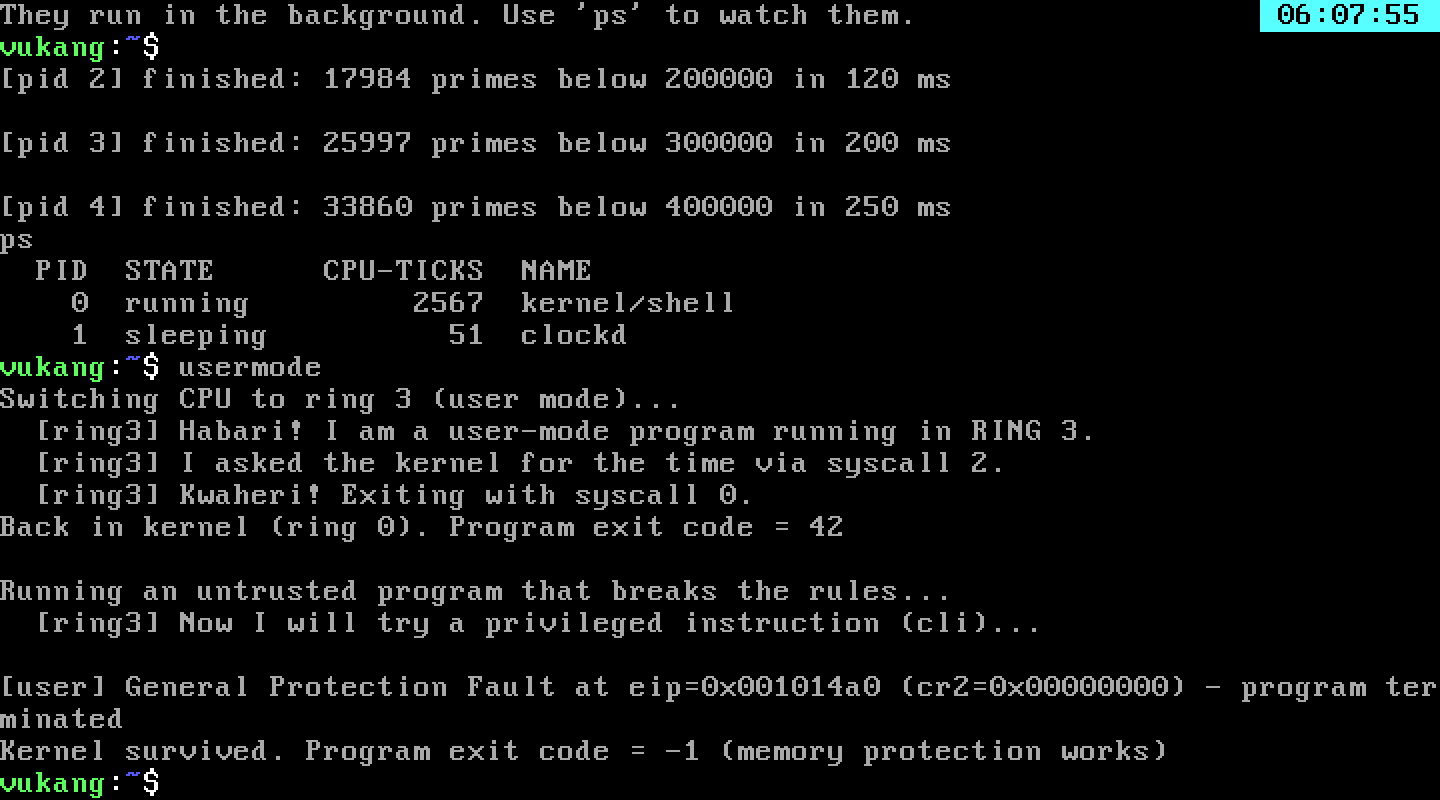 They run in the background. Use 'ps' to watch them.
06:07:55
vukang:~$
[pid 2] finished: 17984 primes below 200000 in 120 ms
[pid 3] finished: 25997 primes below 300000 in 200 ms
[pid 4] finished: 33860 primes below 400000 in 250 ms
ps
  PID  STATE      CPU-TICKS  NAME
    0  running         2567  kernel/shell
    1  sleeping          51  clockd
vukang:~$ usermode
Switching CPU to ring 3 (user mode)...
  [ring3] Habari! I am a user-mode program running in RING 3.
  [ring3] I asked the kernel for the time via syscall 2.
  [ring3] Kwaheri! Exiting with syscall 0.
Back in kernel (ring 0). Program exit code = 42
Running an untrusted program that breaks the rules...
  [ring3] Now I will try a privileged instruction (cli)...
[user] General Protection Fault at eip=0x001014a0 (cr2=0x00000000) - program ter
minated
Kernel survived. Program exit code = -1 (memory protection works)
vukang:~$